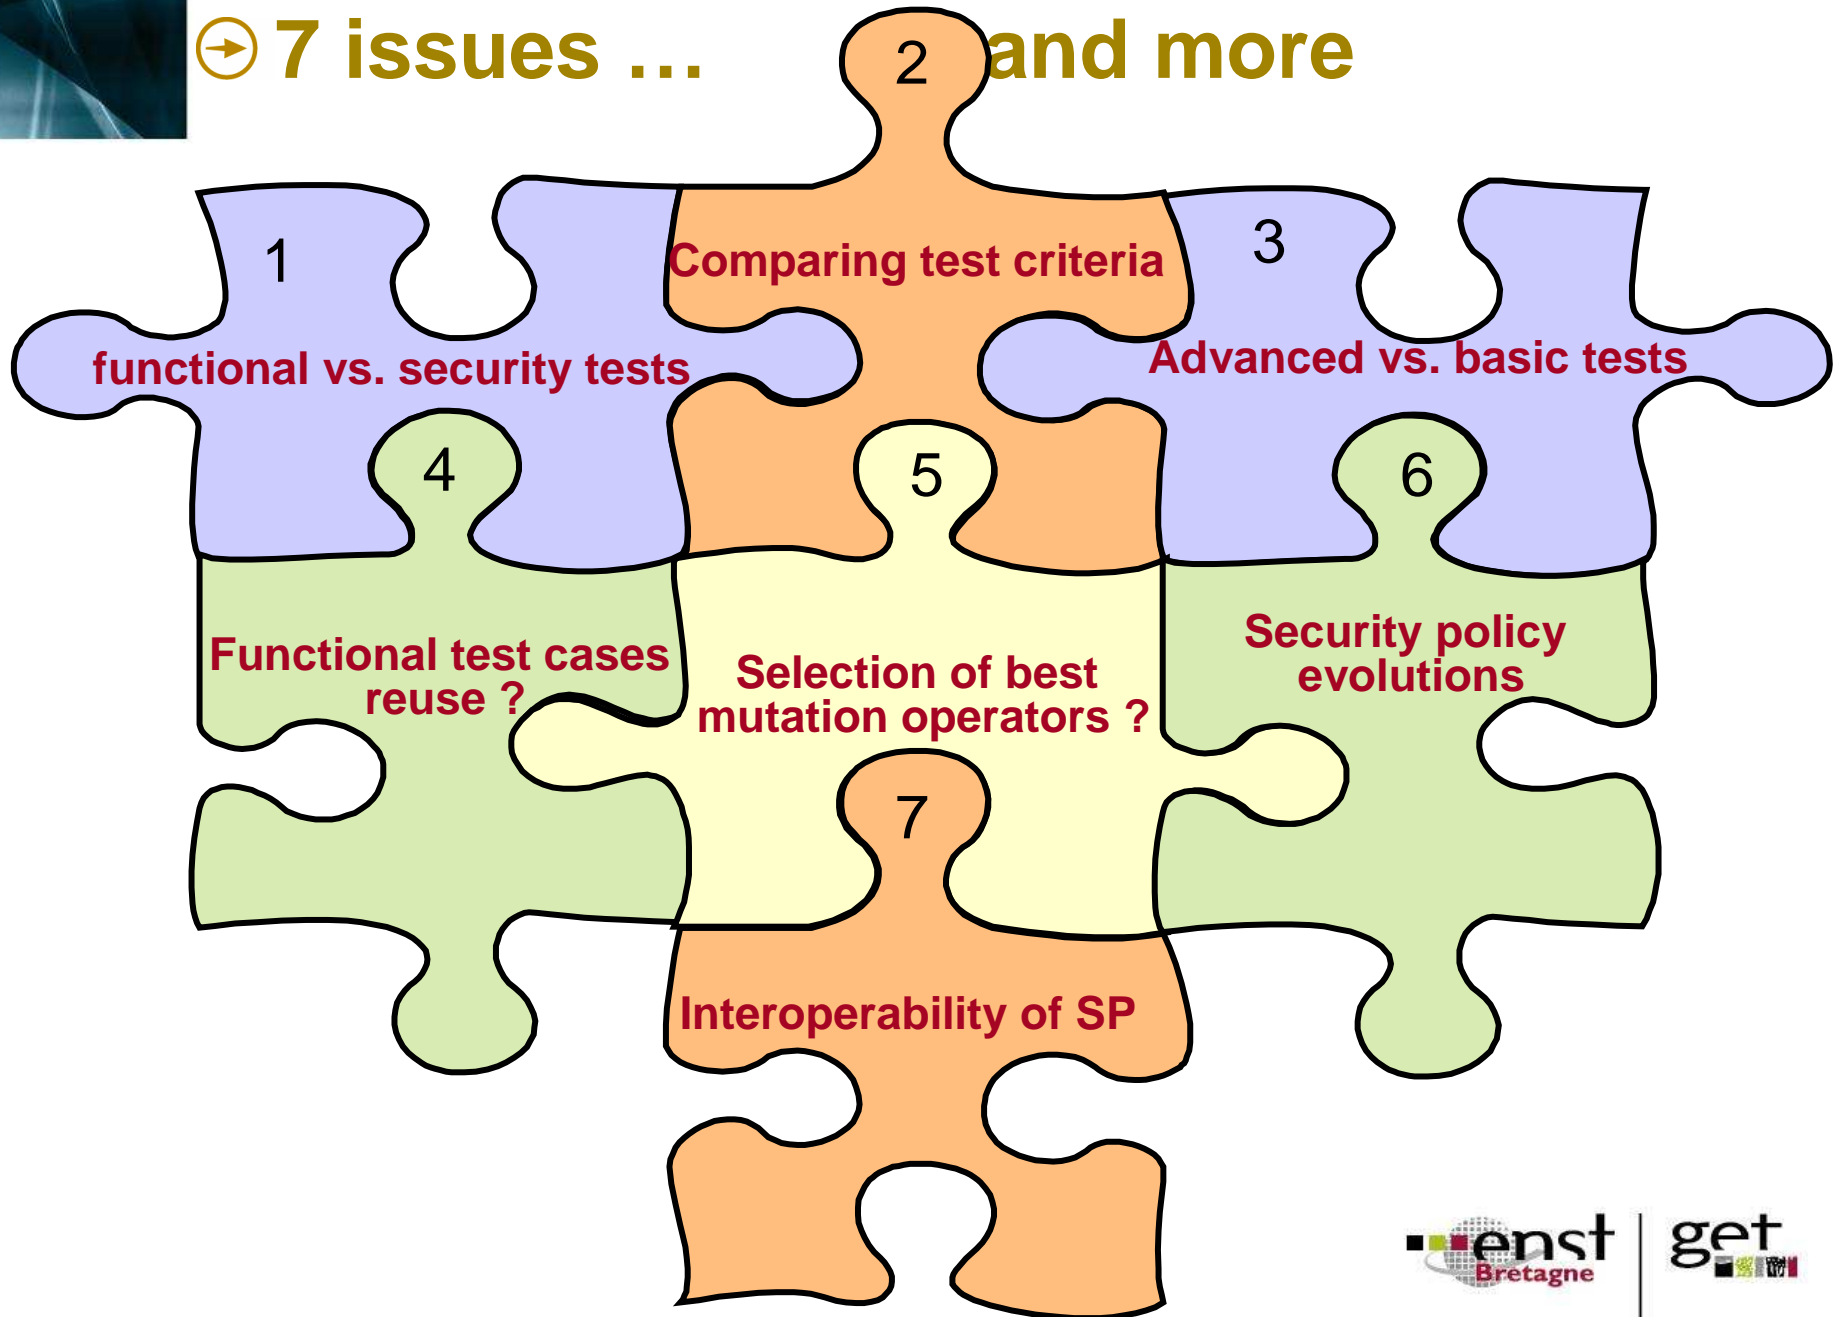 7 issues … and more
2
1
Comparing test criteria
3
functional vs. security tests
Advanced vs. basic tests
4
5
6
Functional test cases
reuse ?
Selection of best
mutation operators ?
Security policy
evolutions
7
Interoperability of SP
enst
Bretagne
get